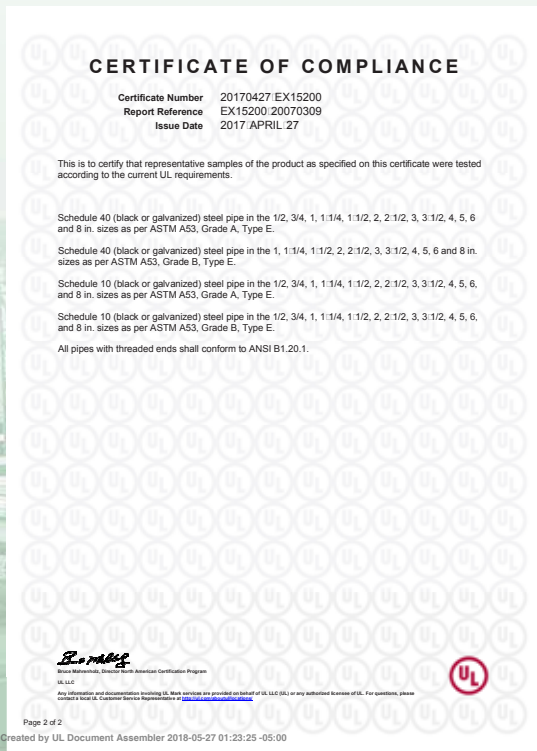 CERTIFICATE OF COMPLIANCE
Certificate Number 20170427 EX15200
Report Reference EX15200 20070309
Issue Date 2017 APRIL 27
This is to certify that representative samples of the product as specified on this certificate were tested
according to the current UL requirements.
Schedule 40 (black or galvanized) steel pipe in the 1/2, 3/4, 1, 1 1/4, 1 1/2, 2, 2 1/2, 3, 3 1/2, 4, 5, 6
and 8 in. sizes as per ASTM A53, Grade A, Type E.
Schedule 40 (black or galvanized) steel pipe in the 1, 1 1/4, 1 1/2, 2, 2 1/2, 3, 3 1/2, 4, 5, 6 and 8 in.
sizes as per ASTM A53, Grade B, Type E.
Schedule 10 (black or galvanized) steel pipe in the 1/2, 3/4, 1, 1 1/4, 1 1/2, 2, 2 1/2, 3, 3 1/2, 4, 5, 6,
and 8 in. sizes as per ASTM A53, Grade A, Type E.
Schedule 10 (black or galvanized) steel pipe in the 1/2, 3/4, 1, 1 1/4, 1 1/2, 2, 2 1/2, 3, 3 1/2, 4, 5, 6,
and 8 in. sizes as per ASTM A53, Grade B, Type E.
All pipes with threaded ends shall conform to ANSI B1.20.1.
Bruce Mahrenholz, Director North American Certification Program
UL LLC
Any information and documentation involving UL Mark services are provided on behalf of UL LLC (UL) or any authorized licensee of UL. For questions, please
contact a local UL Customer Service Representative at http://ul.com/aboutul/locations/
UL
Page 2 of 2
Created by UL Document Assembler 2018-05-27 01:23:25 -05:00